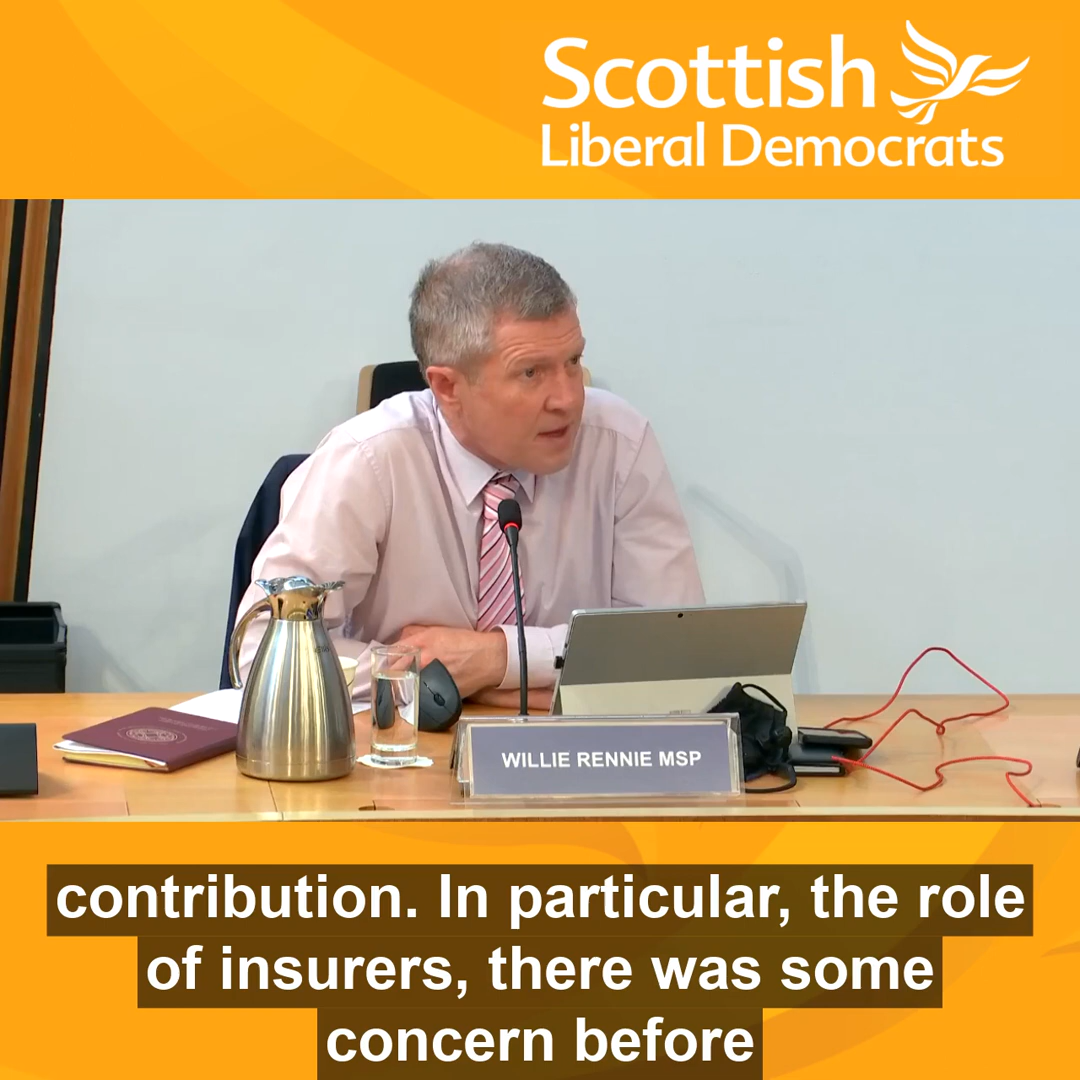 Scottish
Liberal Democrats
WILLIE RENNIE MSP
contribution. In particular, the role
of insurers, there was some
concern before